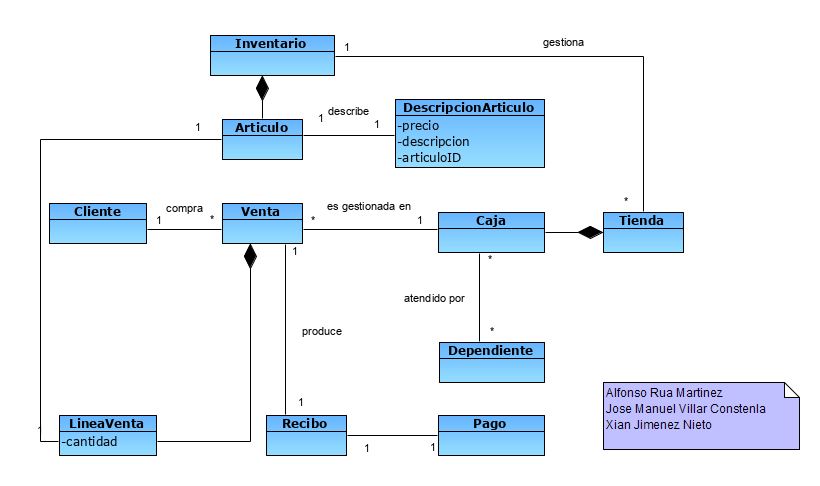 Inventario
1
gestiona
Articulo
1
describe
1
DescripcionArticulo
-precio
-descripcion
-articuloID
1
Cliente
1
compra
*
Venta
*
es gestionada en
1
Caja
*
Tienda
1
produce
1
*
atendido por
*
Dependiente
LineaVenta
-cantidad
Recibo
1
1
Pago
Alfonso Rua Martinez
Jose Manuel Villar Constenla
Xian Jimenez Nieto